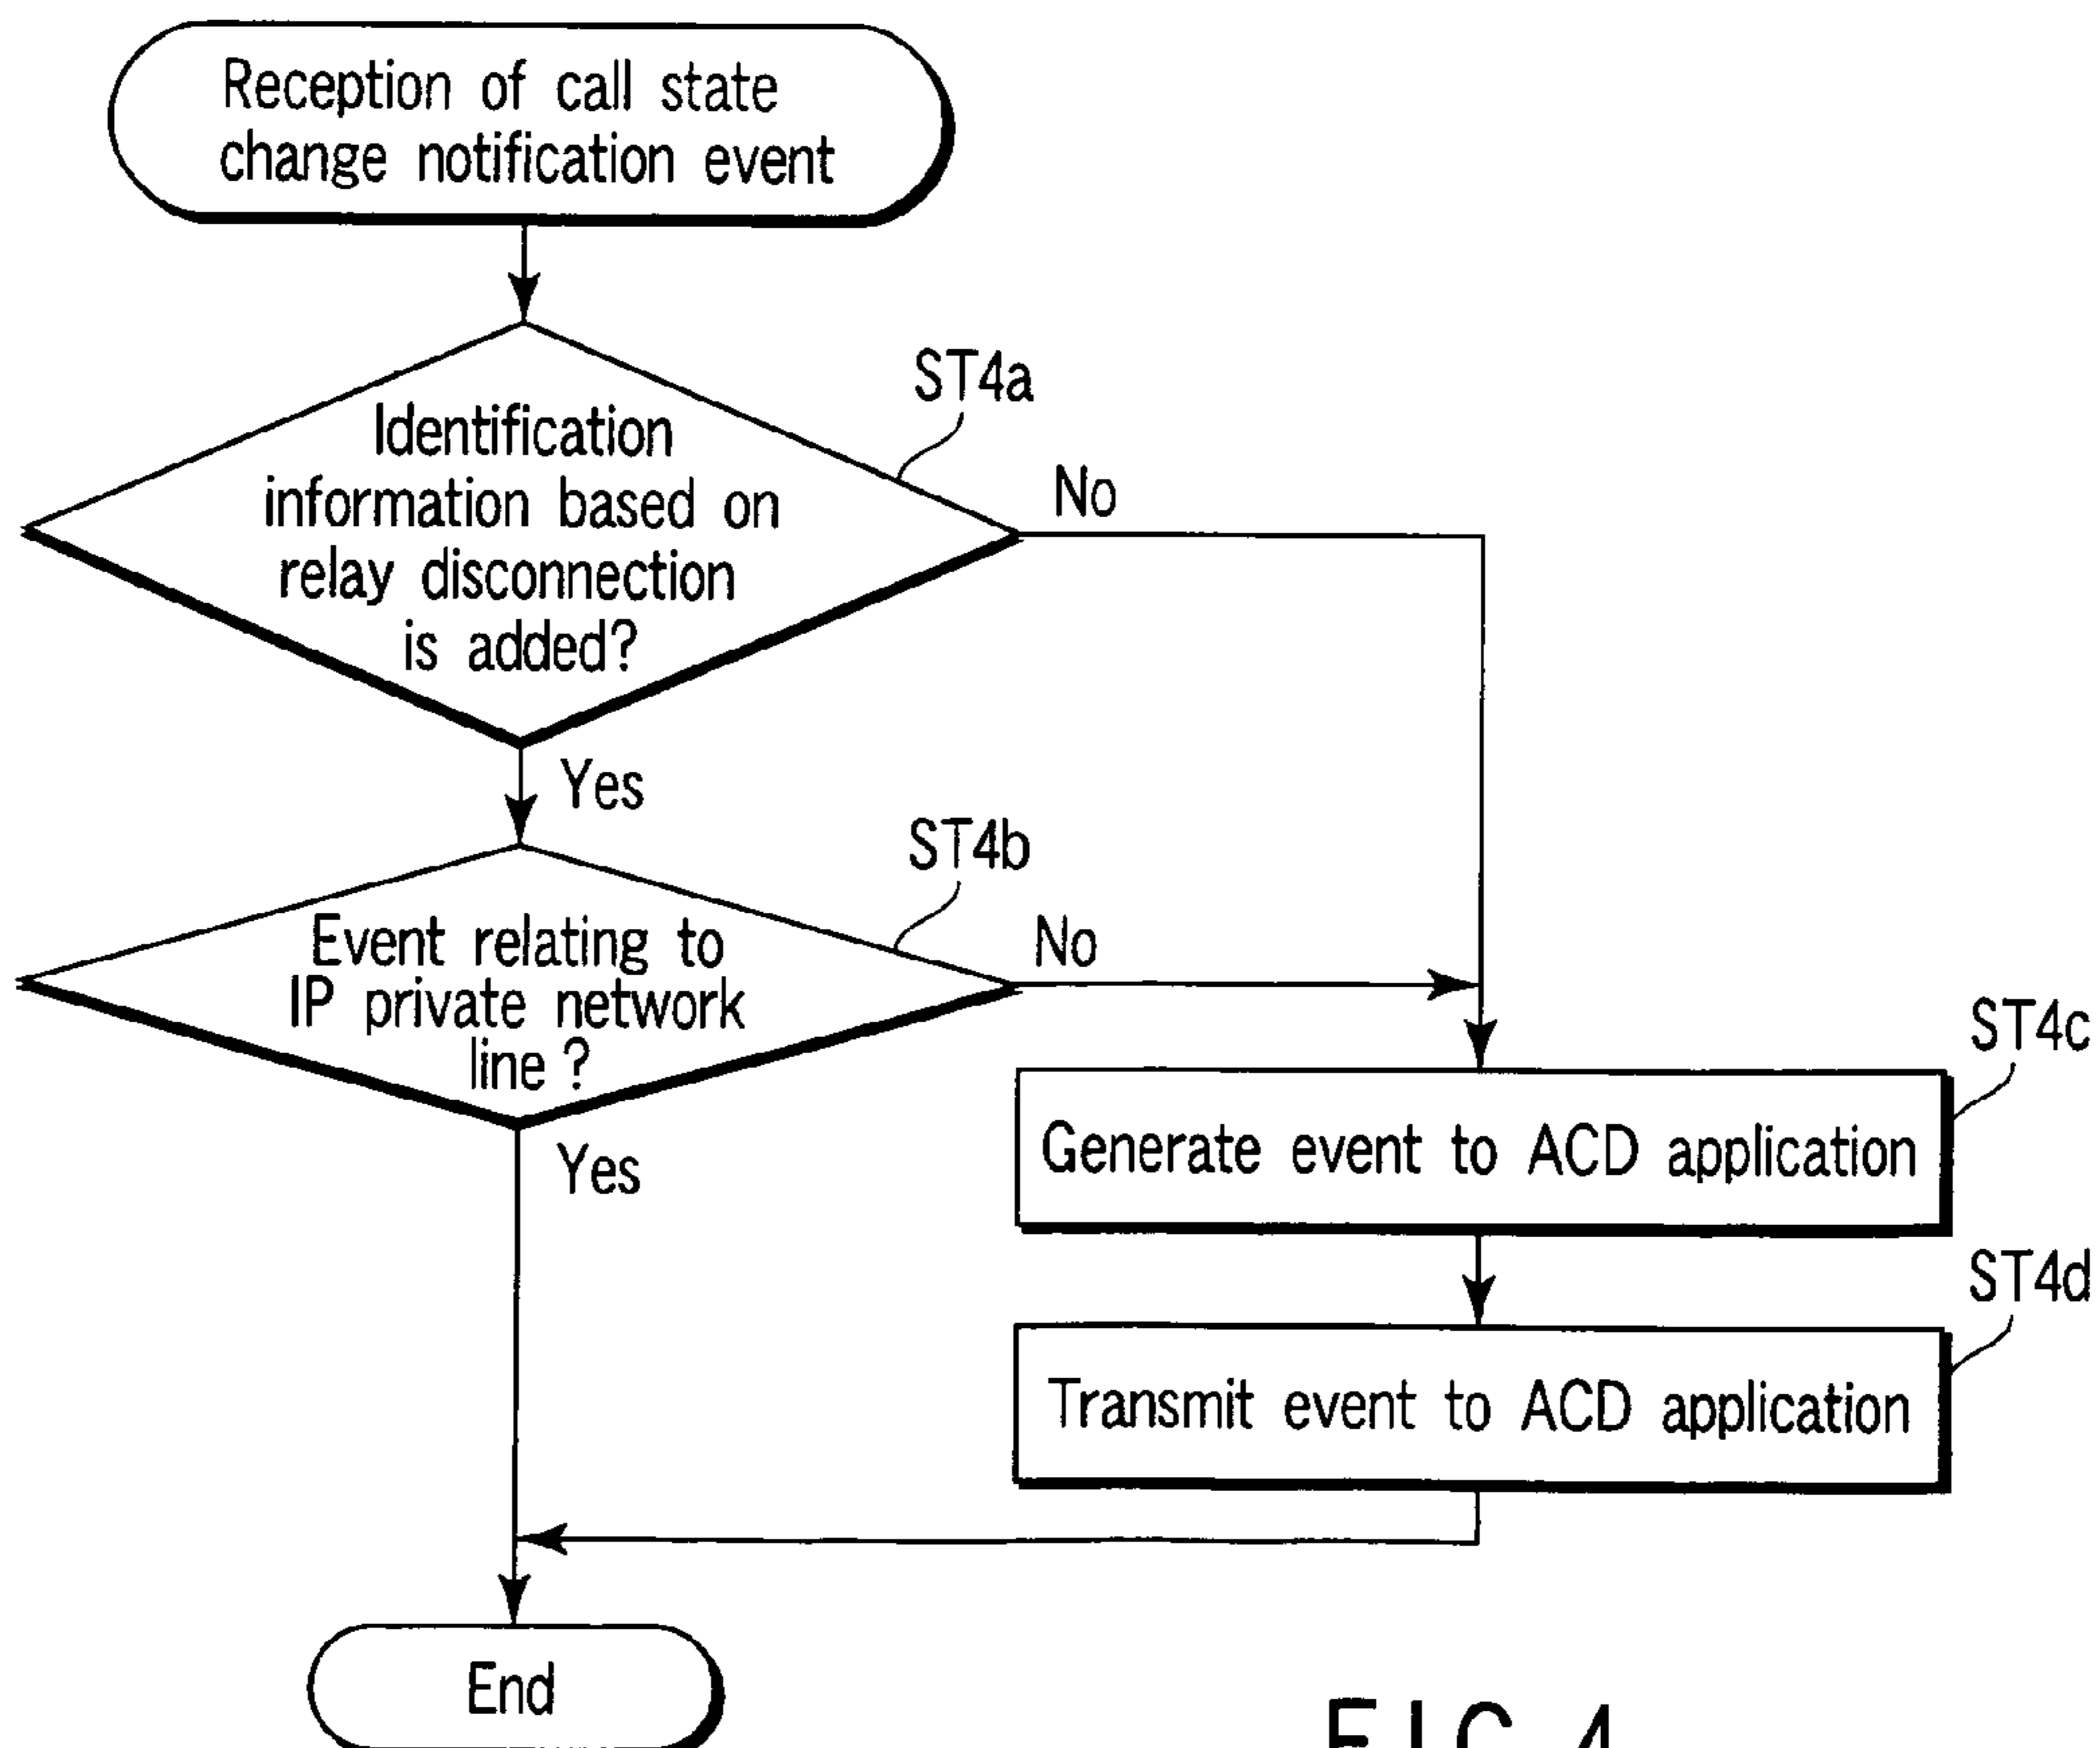 Reception of call state
change notification event
ST4a
Identification
information based on
relay disconnection
is added?
No
Yes
ST4b
Event relating to
IP private network
line ?
No
Yes
ST4c
Generate event to ACD application
ST4d
Transmit event to ACD application
End
FIG. 4